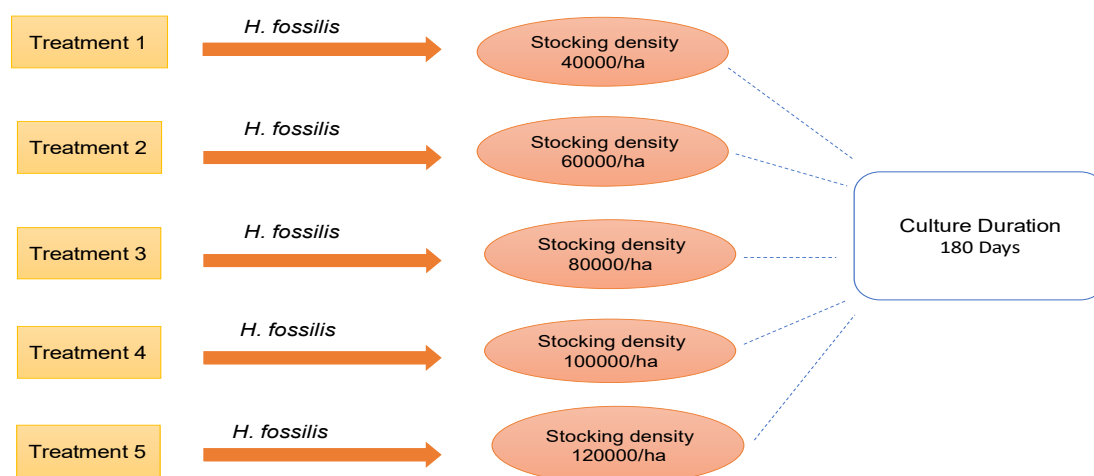 Treatment 1
H. fossilis
Stocking density
40000/ha
Treatment 2
H. fossilis
Stocking density
60000/ha
Treatment 3
H. fossilis
Stocking density
80000/ha
Treatment 4
H. fossilis
Stocking density
100000/ha
Treatment 5
H. fossilis
Stocking density
120000/ha
Culture Duration
180 Days